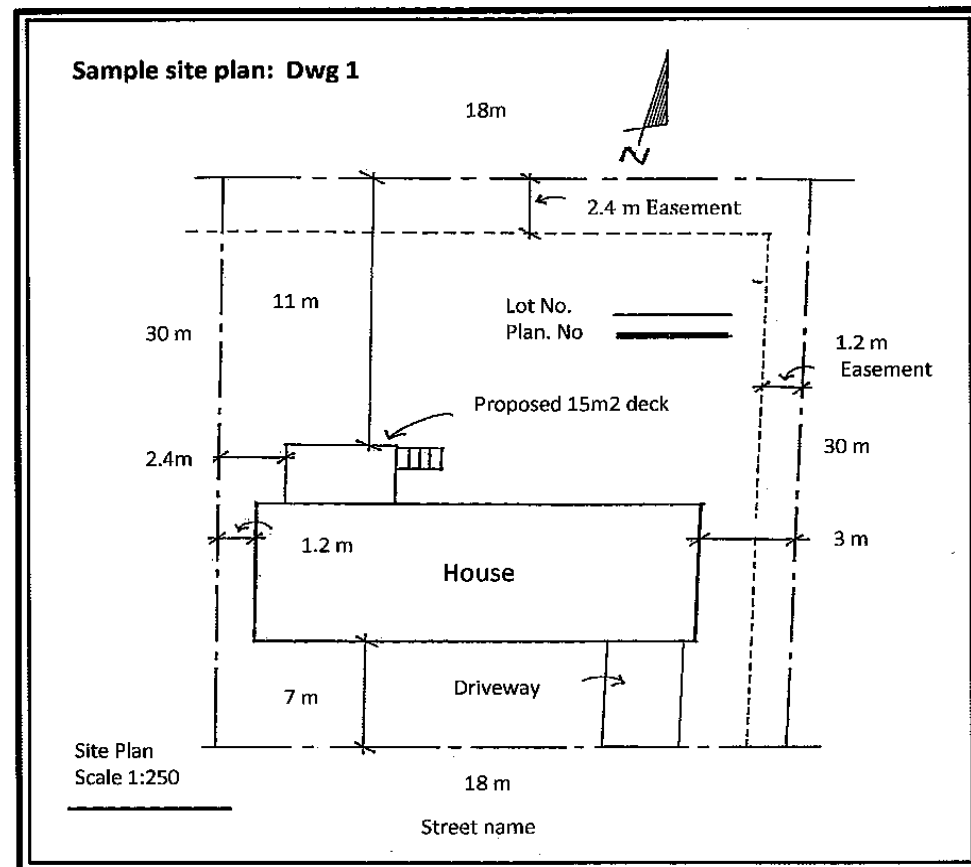 Sample site plan: Dwg 1
18m
N
2.4 m Easement
11 m
Lot No.
30 m
Plan. No
1.2 m
Easement
Proposed 15m2 deck
30 m
2.4m
1.2 m
3 m
House
7 m
Driveway
Site Plan
Scale 1:250
18 m
Street name